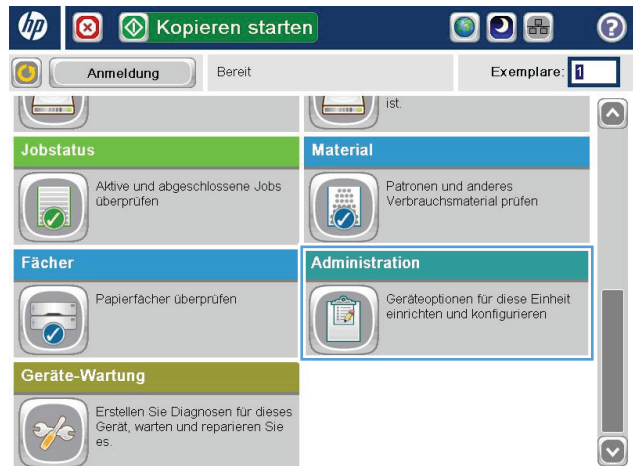 hp
Kopieren starten
?
Anmeldung
Bereit
Exemplare: 1
ist.
Jobstatus
Aktive und abgeschlossene Jobs
überprüfen
Material
Patronen und anderes
Verbrauchsmaterial prüfen
Fächer
Papierfächer überprüfen
Administration
Geräteoptionen für diese Einheit
einrichten und konfigurieren
Geräte-Wartung
Erstellen Sie Diagnosen für dieses
Gerät, warten und reparieren Sie
es.